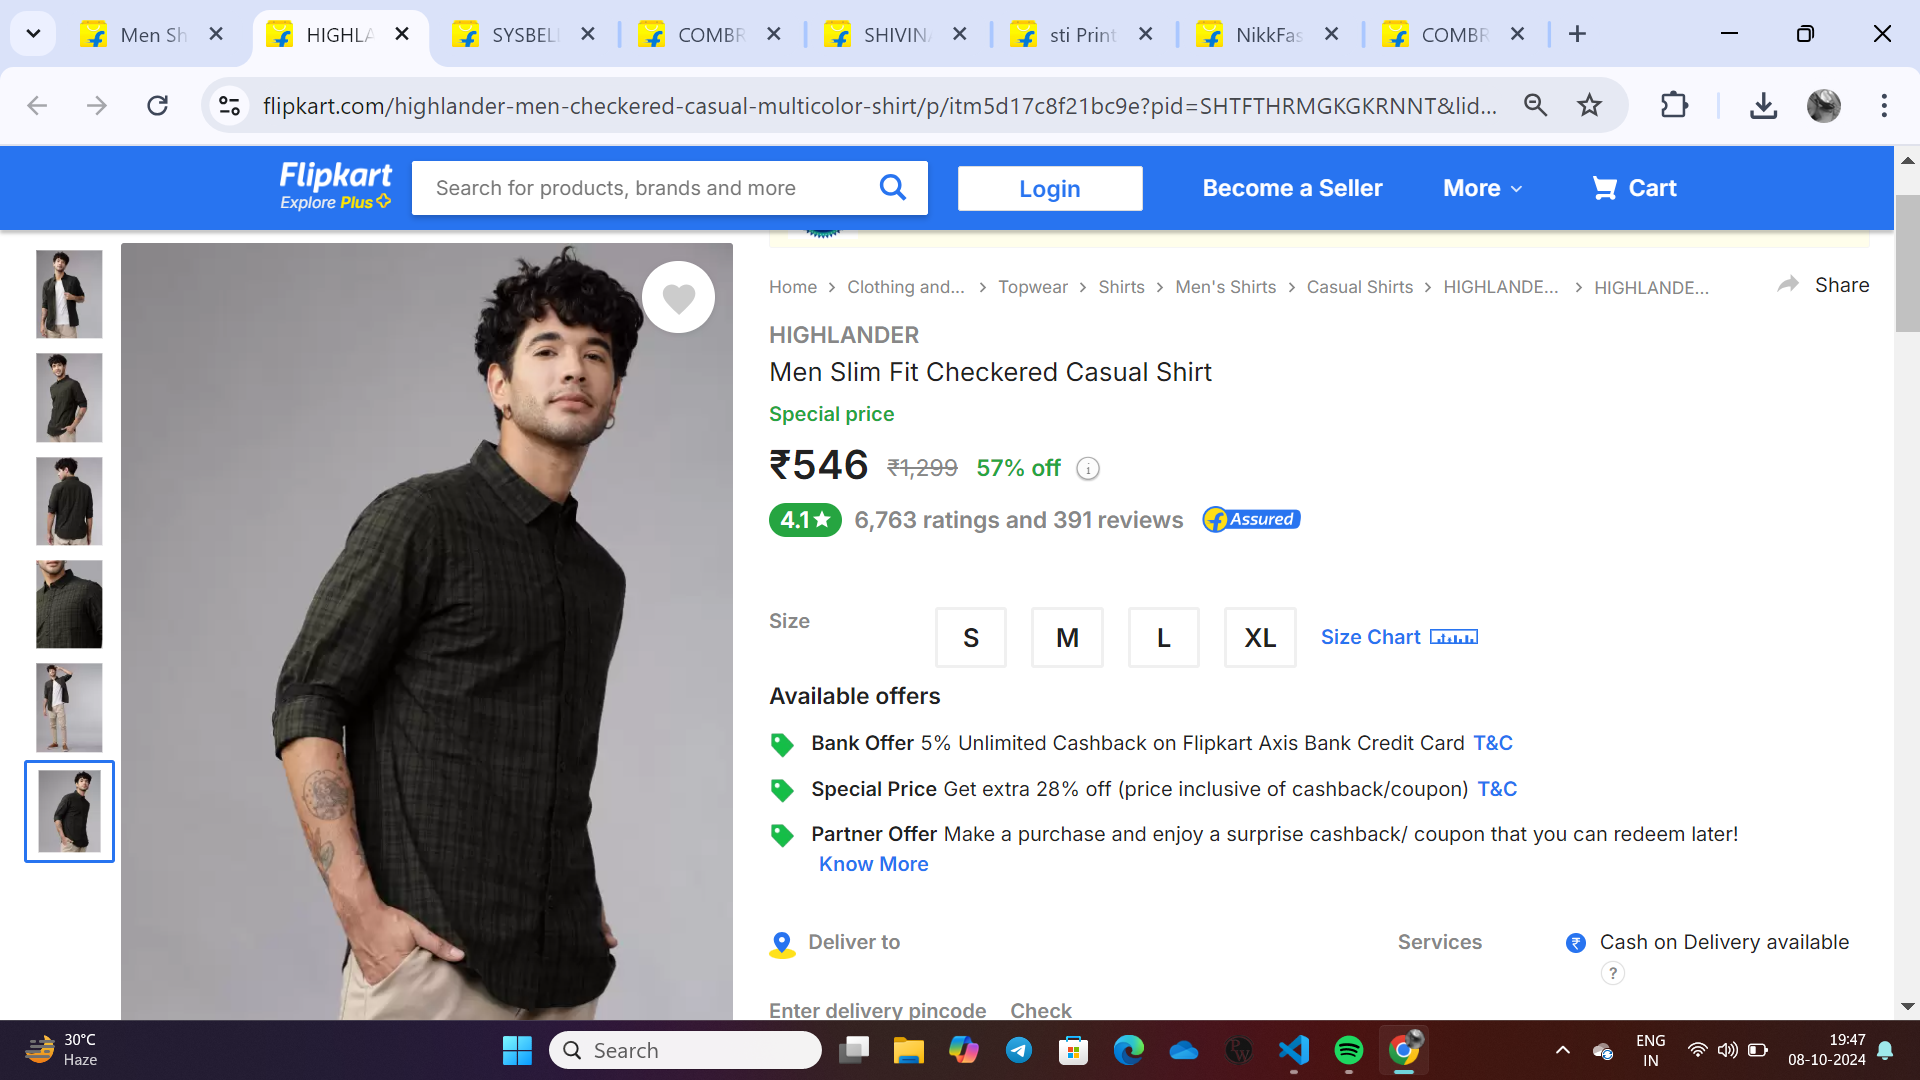 Men Sh
HIGHLA
SYSBEL
COMBR
SHIVIN
sti Print
NikkFas
COMBR
flipkart.com/highlander-men-checkered-casual-multicolor-shirt/p/itm5d17c8f21bc9e?pid=SHTFTHRMGKGKRNNT&lid...
Flipkart
Explore Plus
Search for products, brands and more
Login
Become a Seller
More
Cart
Home > Clothing and... > Topwear > Shirts > Men's Shirts > Casual Shirts > HIGHLANDE... > HIGHLANDE...
Share
HIGHLANDER
Men Slim Fit Checkered Casual Shirt
Special price
₹546 ₹1,299 57% off i
4.1★ 6,763 ratings and 391 reviews f Assured
Size
S M L XL Size Chart
Available offers
Bank Offer 5% Unlimited Cashback on Flipkart Axis Bank Credit Card T&C
Special Price Get extra 28% off (price inclusive of cashback/coupon) T&C
Partner Offer Make a purchase and enjoy a surprise cashback/ coupon that you can redeem later!
Know More
Deliver to
Services
₹ Cash on Delivery available
?
Enter delivery pincode Check
30°C
Haze
Search
ENG
IN
19:47
08-10-2024